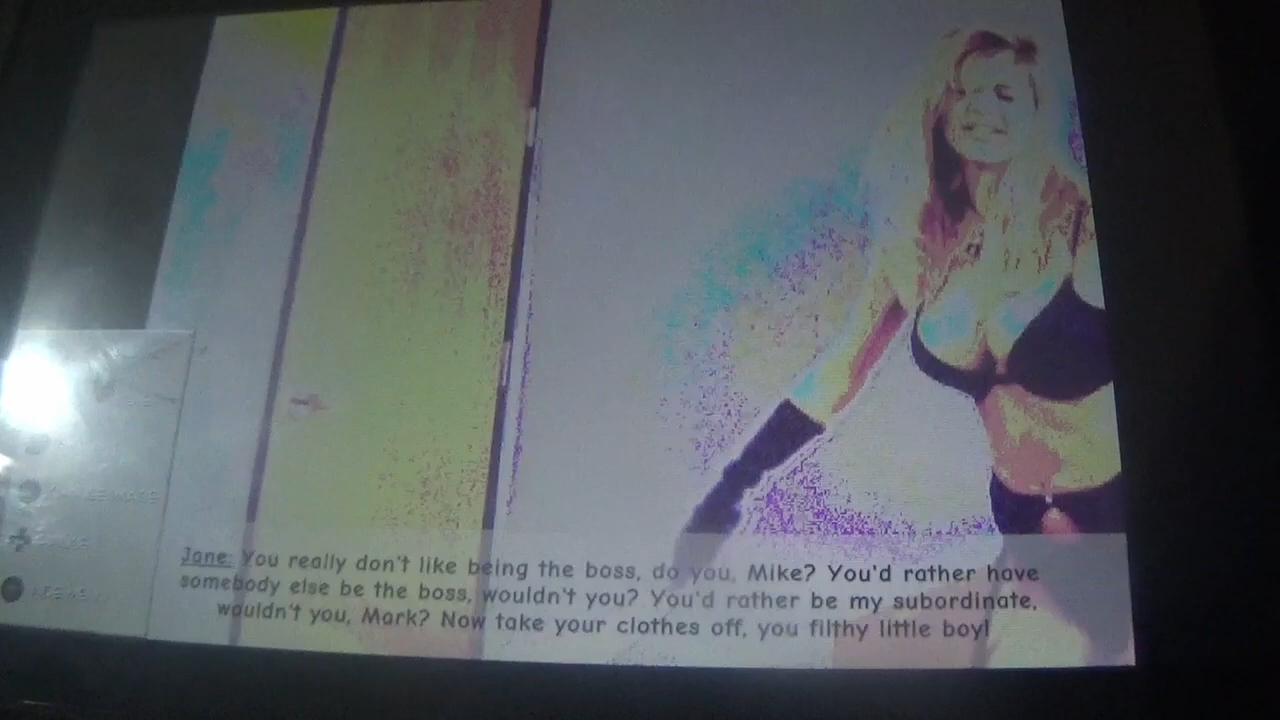 Jane: You really don't like being the boss, do you, Mike? You'd rather have
somebody else be the boss, wouldn't you? You'd rather be my subordinate,
wouldn't you, Mark? Now take your clothes off, you filthy little boy!